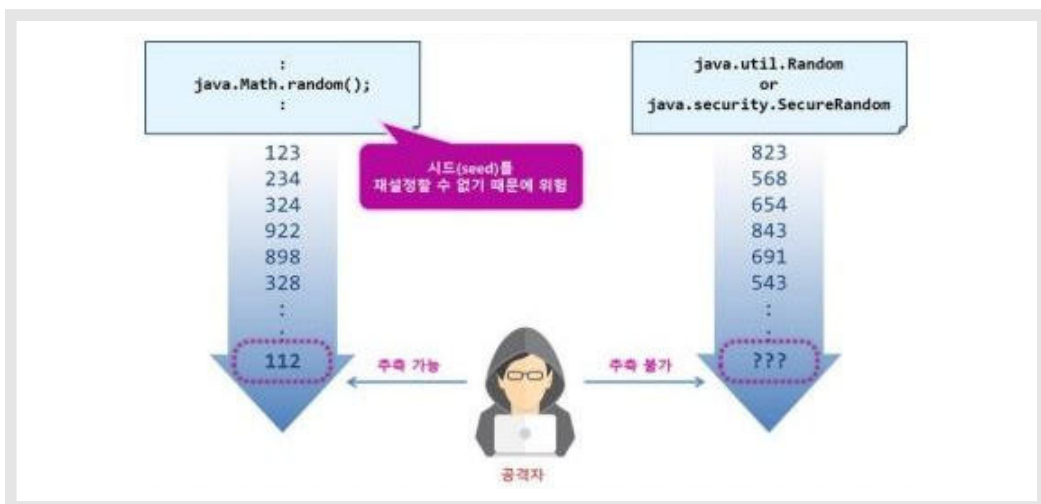 :
java.Math.random();
:
123
234
324
922
898
328
:
:
112
시드(seed)를
재설정할 수 없기 때문에 위험
java.util.Random
or
java.security.SecureRandom
823
568
654
843
691
543
:
:
???
추측 가능
추측 불가
공격자